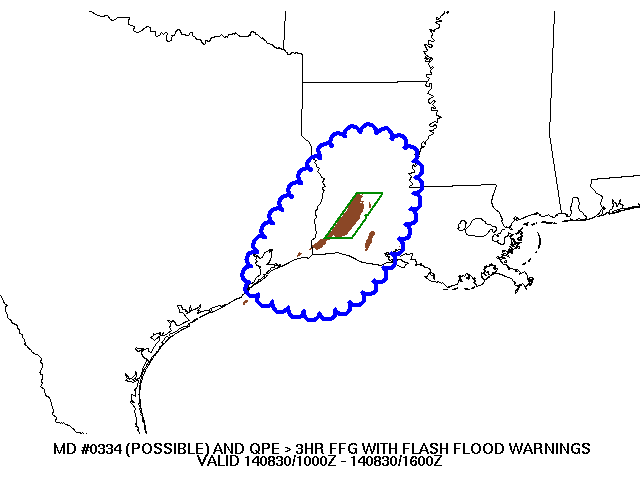 MD #0334 (POSSIBLE) AND QPE > 3HR FFG WITH FLASH FLOOD WARNINGS
VALID 140830/1000Z - 140830/1600Z